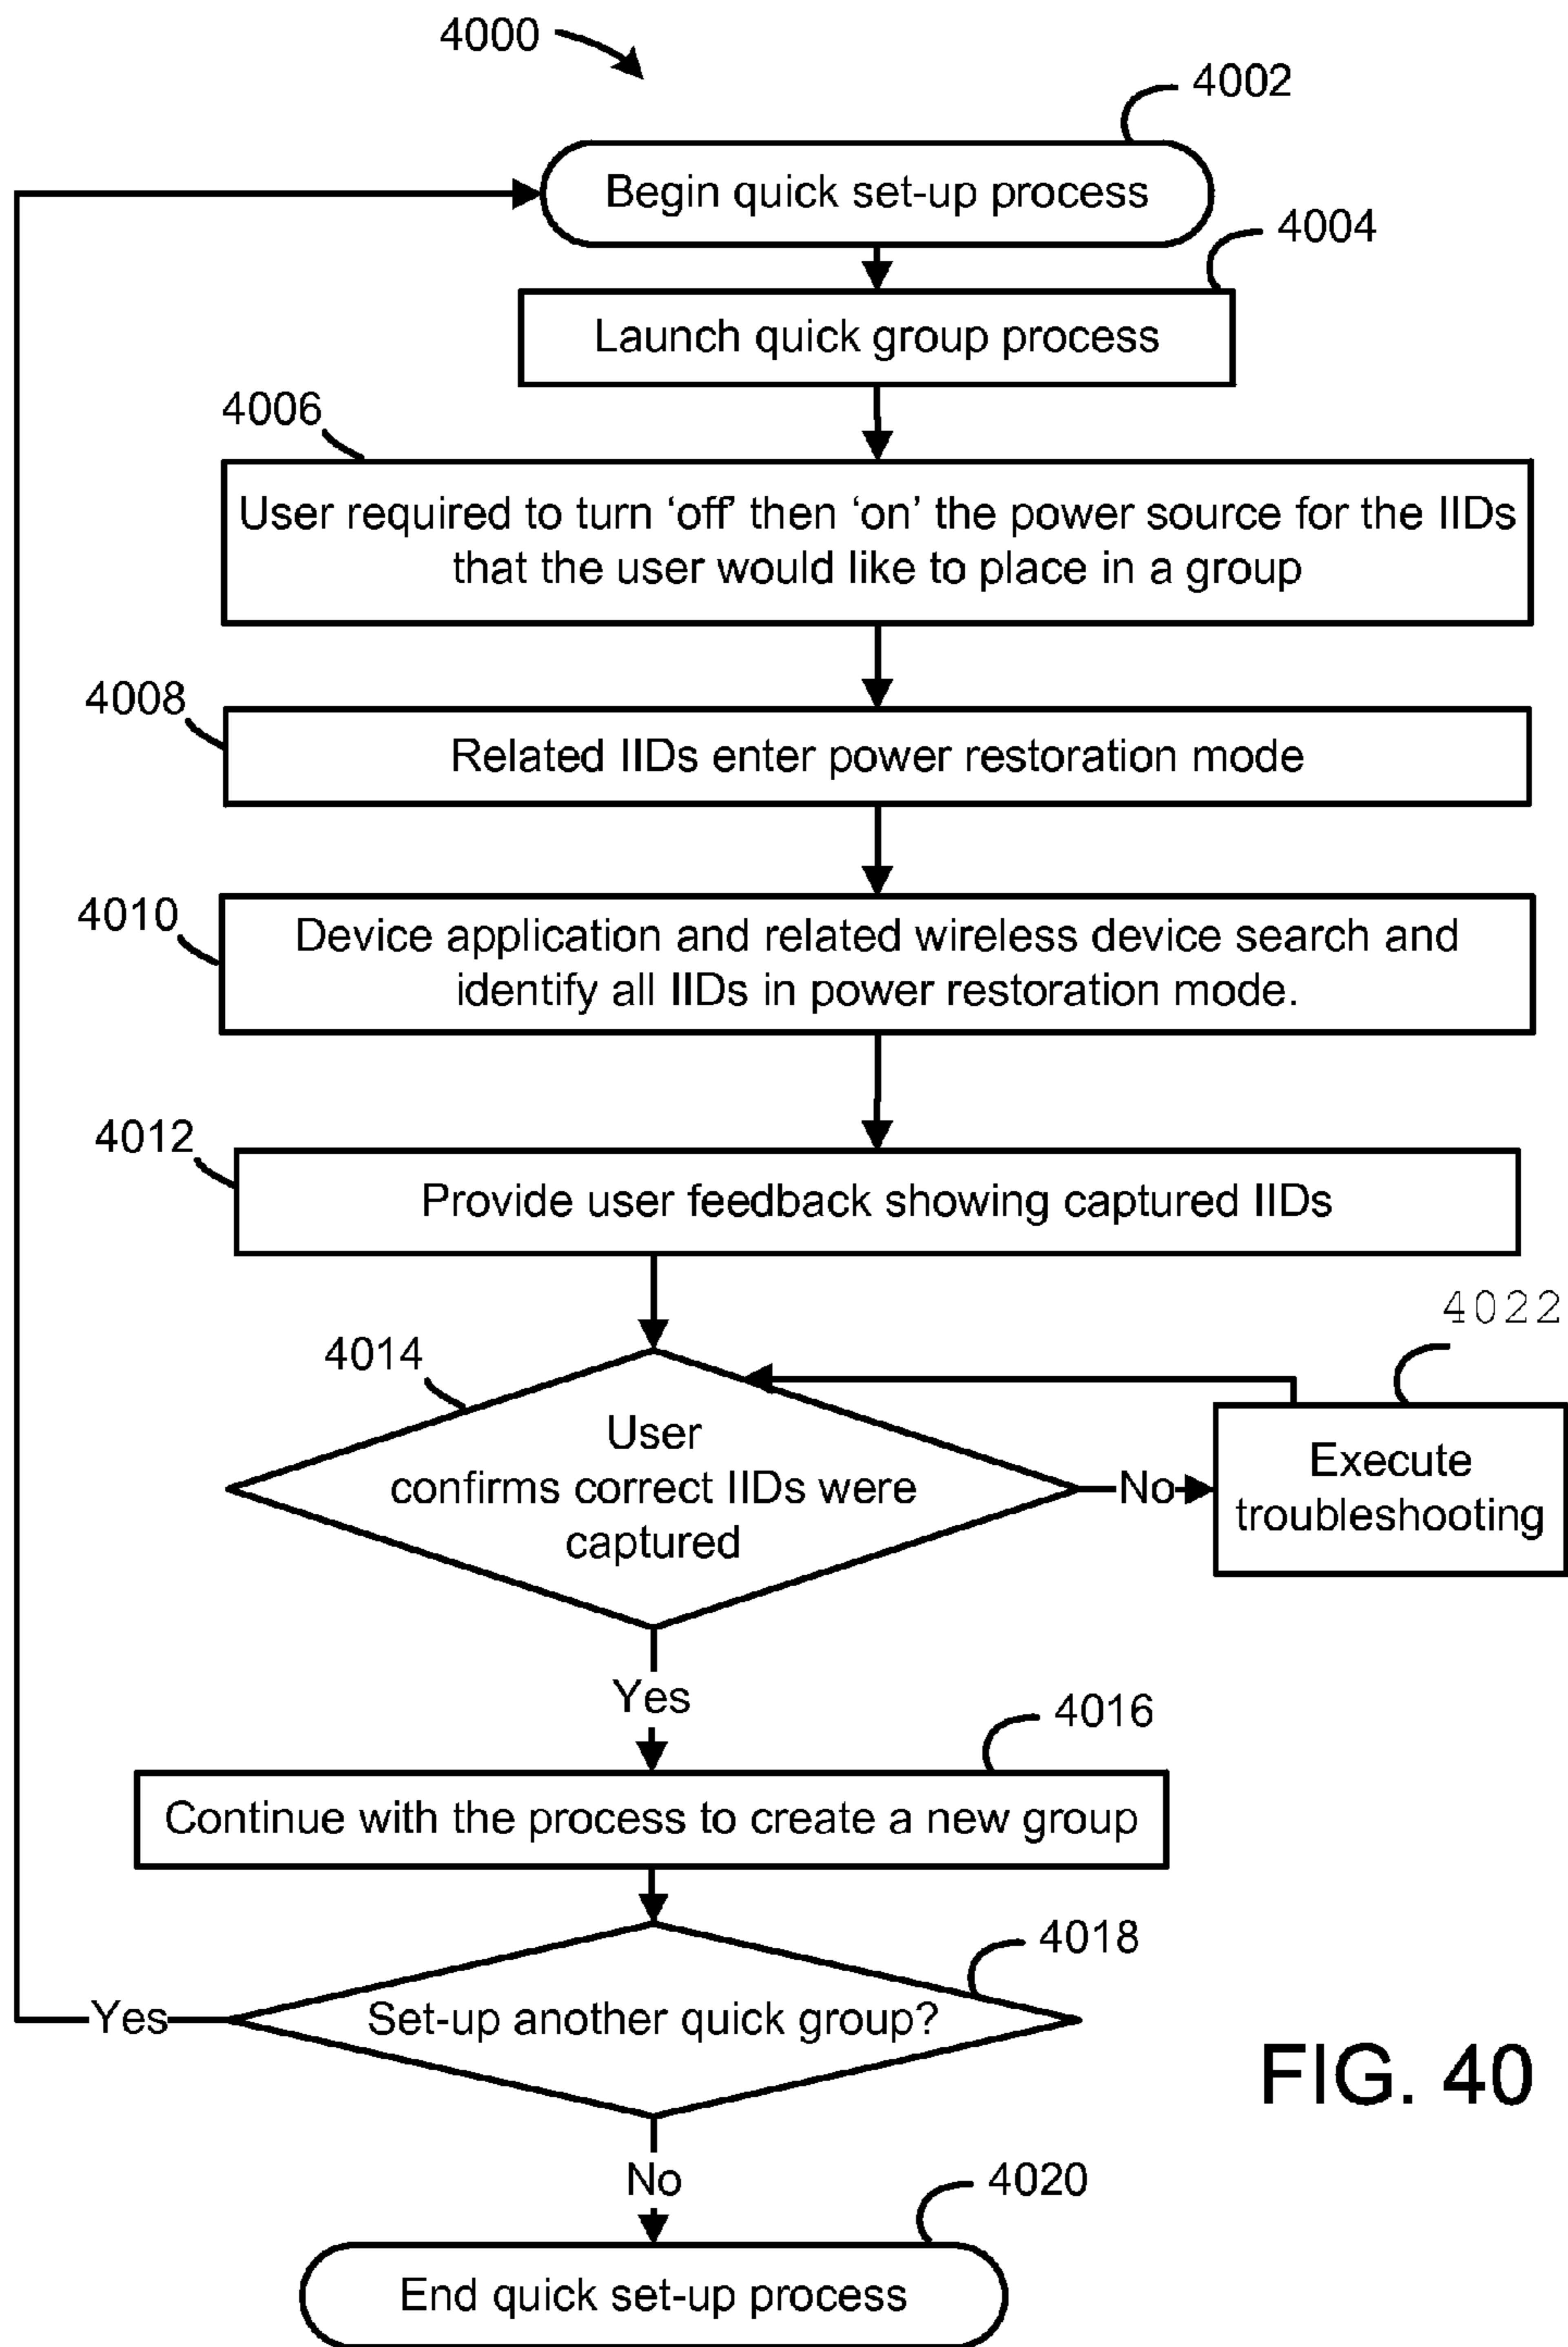 4000
4002
Begin quick set-up process
4004
Launch quick group process
4006
User required to turn ‘off’ then ‘on’ the power source for the IIDs
that the user would like to place in a group
4008
Related IIDs enter power restoration mode
4010
Device application and related wireless device search and
identify all IIDs in power restoration mode.
4012
Provide user feedback showing captured IIDs
4014
User
confirms correct IIDs were
captured
No
4022
Execute
troubleshooting
Yes
4016
Continue with the process to create a new group
4018
Set-up another quick group?
Yes
No
4020
End quick set-up process
FIG. 40